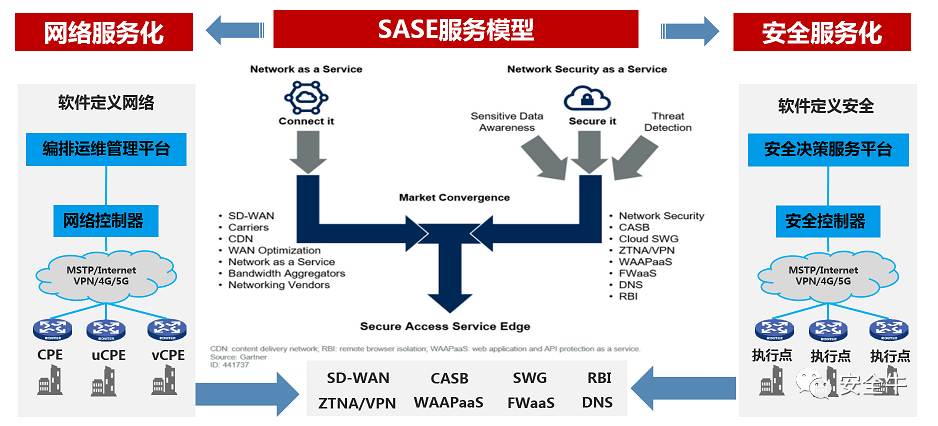 网络服务化
SASE服务模型
安全服务化
软件定义网络
编排运维管理平台
网络控制器
MSTP/Internet
VPN/4G/5G
ROUTER
ROUTER
ROUTER
CPE
uCPE
vCPE
Network as a Service
Connect it
Network Security as a Service
Sensitive Data
Awareness
Secure it
Threat
Detection
Market Convergence
• SD-WAN
• Carriers
• CDN
• WAN Optimization
• Network as a Service
• Bandwidth Aggregators
• Networking Vendors
• Network Security
• CASB
• Cloud SWG
• ZTNA/VPN
• WAAPaaS
• FWaaS
• DNS
• RBI
Secure Access Service Edge
CDN: content delivery network; RBI: remote browser isolation; WAAPaaS: web application and API protection as a service.
Source: Gartner
ID: 441737
SD-WAN CASB SWG RBI
ZTNA/VPN WAAPaaS FWaaS DNS
软件定义安全
安全决策服务平台
安全控制器
MSTP/Internet
VPN/4G/5G
ROUTER
ROUTER
ROUTER
执行点
执行点
执行点
安全牛